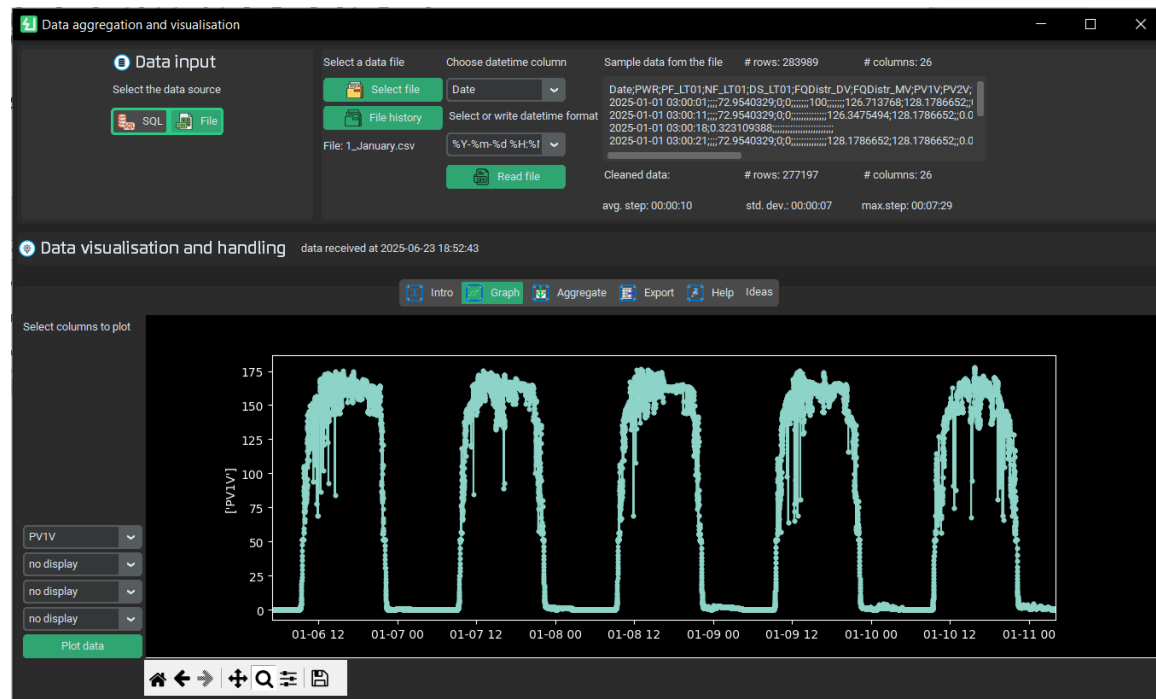 Data aggregation and visualisation
Data input
Select the data source
SQL
File
Select a data file
Select file
File history
File: 1_January.csv
Choose datetime column
Date
Select or write datetime format
%Y-%m-%d %H:%I
Read file
Sample data fom the file
# rows: 283989
# columns: 26
Date;PWR;PF_LT01;NF_LT01;DS_LT01;FQDistr_DV;FQDistr_MV;PV1V;PV2V;
2025-01-01 03:00:01;;;;72.9540329;0;0;;;;;;;100;;;;;;;126.713768;128.1786652;;
2025-01-01 03:00:11;;;;72.9540329;0;0;;;;;;;;;;;;;;126.3475494;128.1786652;;0.0
2025-01-01 03:00:18;0.323109388;;;;;;;;;;;;;;;;;;;;;;;;
2025-01-01 03:00:21;;;;72.9540329;0;0;;;;;;;;;;;;;;128.1786652;128.1786652;;0.0
Cleaned data:
# rows: 277197
# columns: 26
avg. step: 00:00:10
std. dev.: 00:00:07
max.step: 00:07:29
Data visualisation and handling
data received at 2025-06-23 18:52:43
Intro
Graph
Aggregate
Export
Help
Ideas
Select columns to plot
PV1V
no display
no display
no display
Plot data
['PV1V']
175
150
125
100
75
50
25
0
01-06 12
01-07 00
01-07 12
01-08 00
01-08 12
01-09 00
01-09 12
01-10 00
01-10 12
01-11 00